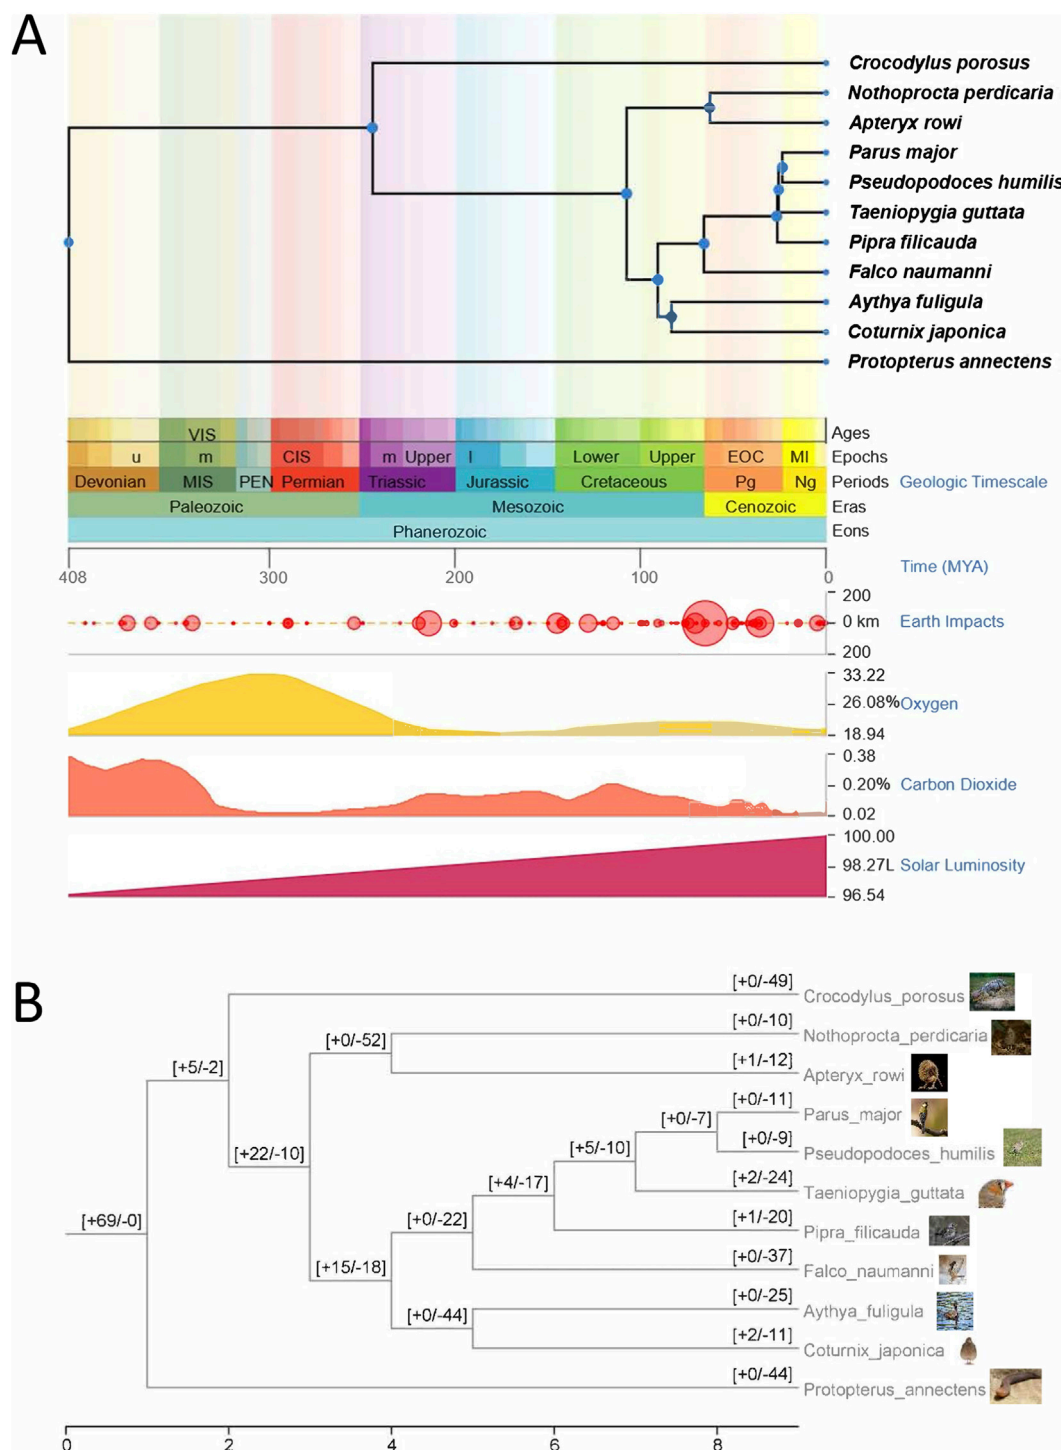 A
Crocodylus porosus
Nothoprocta perdicaria
Apteryx rowi
Parus major
Pseudopodoces humilis
Taeniopygia guttata
Pipra filicauda
Falco naumanni
Aythya fuligula
Coturnix japonica
Protopterus annectens
VIS Ages
u m CIS m Upper l Lower Upper EOC MI Epochs
Devonian MIS PEN Permian Triassic Jurassic Cretaceous Pg Ng Periods Geologic Timescale
Paleozoic Mesozoic Cenozoic Eras
Phanerozoic Eons
Time (MYA)
408 300 200 100 0
200
0 km Earth Impacts
200
33.22
26.08% Oxygen
18.94
0.38
0.20% Carbon Dioxide
0.02
100.00
98.27L Solar Luminosity
96.54
B
[+0/-49] Crocodylus_porosus
[+0/-10] Nothoprocta_perdicaria
[+0/-52]
[+1/-12] Apteryx_rowi
[+5/-2]
[+0/-11] Parus_major
[+0/-7]
[+0/-9] Pseudopodoces_humilis
[+5/-10]
[+22/-10]
[+2/-24] Taeniopygia_guttata
[+4/-17]
[+69/-0]
[+0/-22]
[+1/-20] Pipra_filicauda
[+15/-18]
[+0/-37] Falco_naumanni
[+0/-25] Aythya_fuligula
[+0/-44]
[+2/-11] Coturnix_japonica
[+0/-44] Protopterus_annectens
0 2 4 6 8